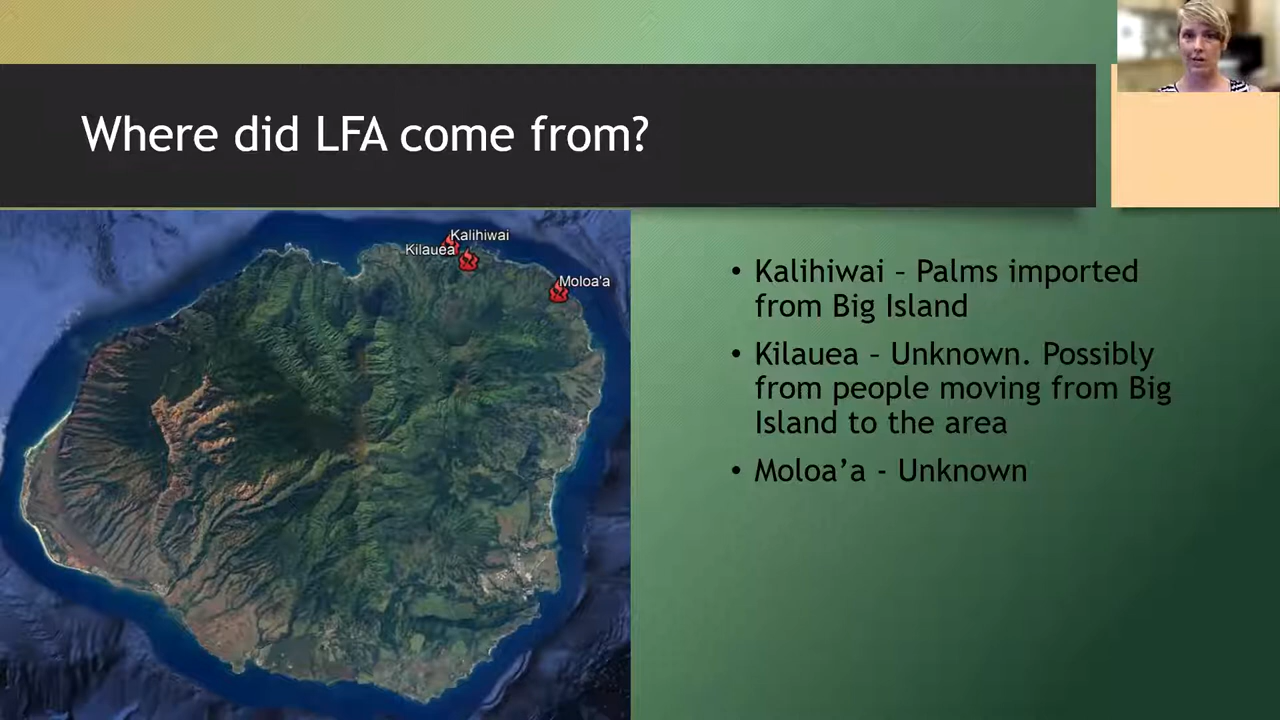 Where did LFA come from?
Kalihiwai
Kilauea
Moloa'a
• Kalihiwai – Palms imported
from Big Island
• Kilauea – Unknown. Possibly
from people moving from Big
Island to the area
• Moloa’a - Unknown